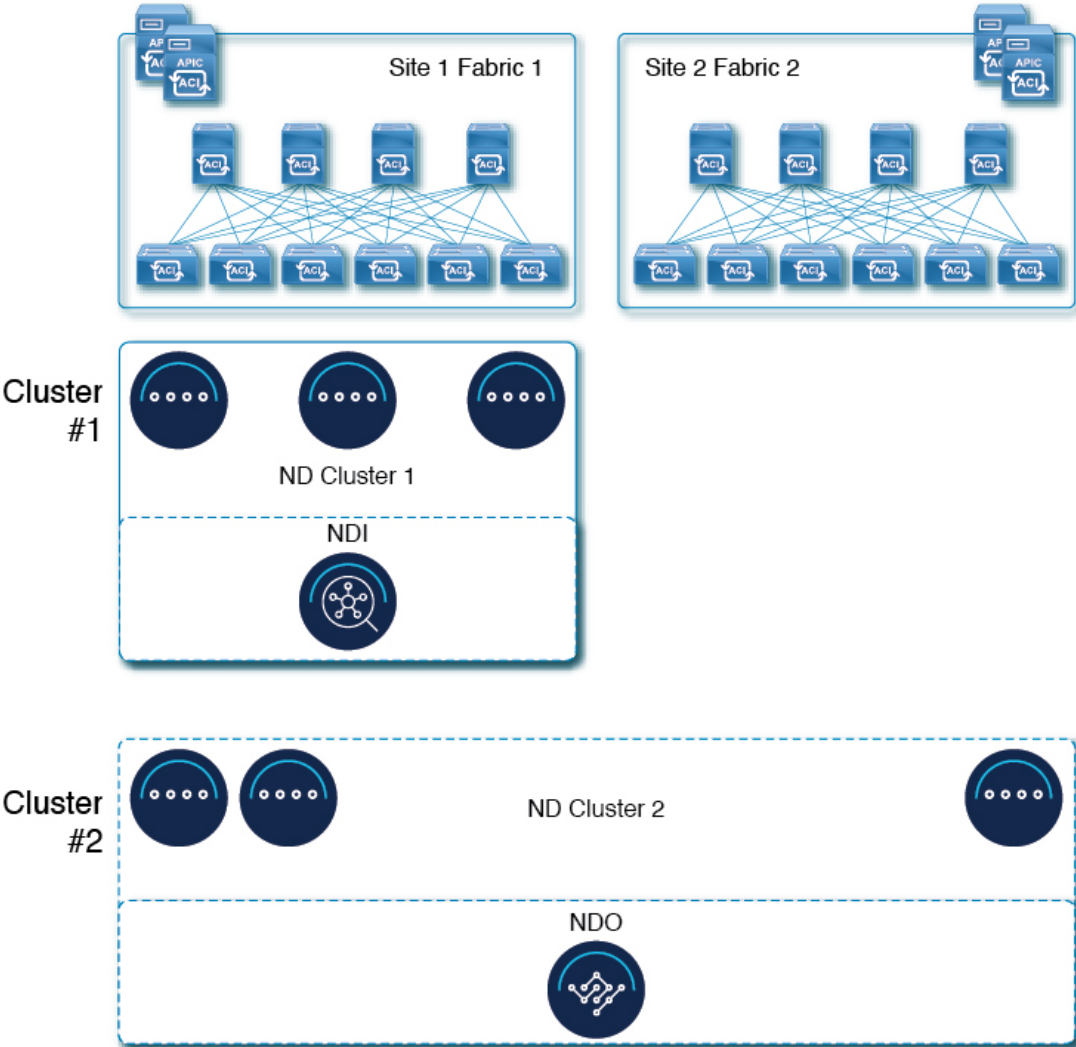 Site 1 Fabric 1
Site 2 Fabric 2
AP
APIC
ACI
AP
APIC
ACI
ACI ACI ACI ACI
ACI ACI ACI ACI
ACI ACI ACI ACI ACI ACI
ACI ACI ACI ACI ACI ACI
Cluster
#1
ND Cluster 1
NDI
Cluster
#2
ND Cluster 2
NDO